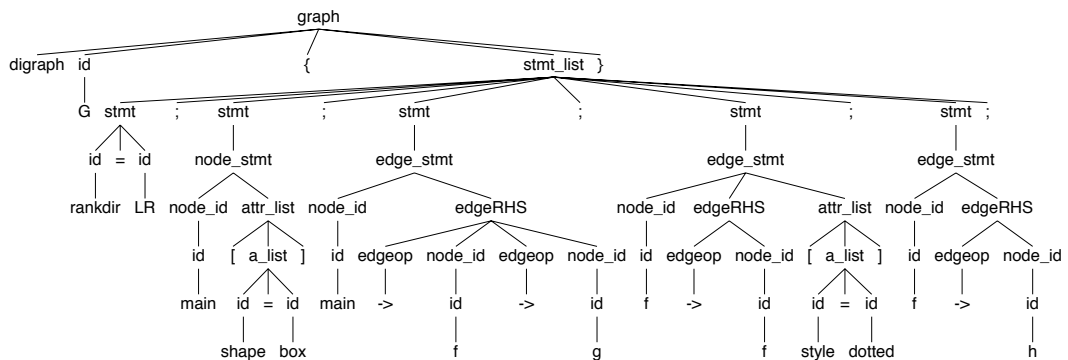 graph
digraph id { stmt_list }
G stmt ; stmt ; stmt ; stmt ; stmt ;
id = id node_stmt edge_stmt edge_stmt edge_stmt
rankdir LR node_id attr_list node_id edgeRHS node_id edgeRHS attr_list node_id edgeRHS
id [ a_list ] id edgeop node_id edgeop node_id id edgeop node_id [ a_list ] id edgeop node_id
main id = id main -> id -> id f -> id id = id f -> id
shape box f g f style dotted h